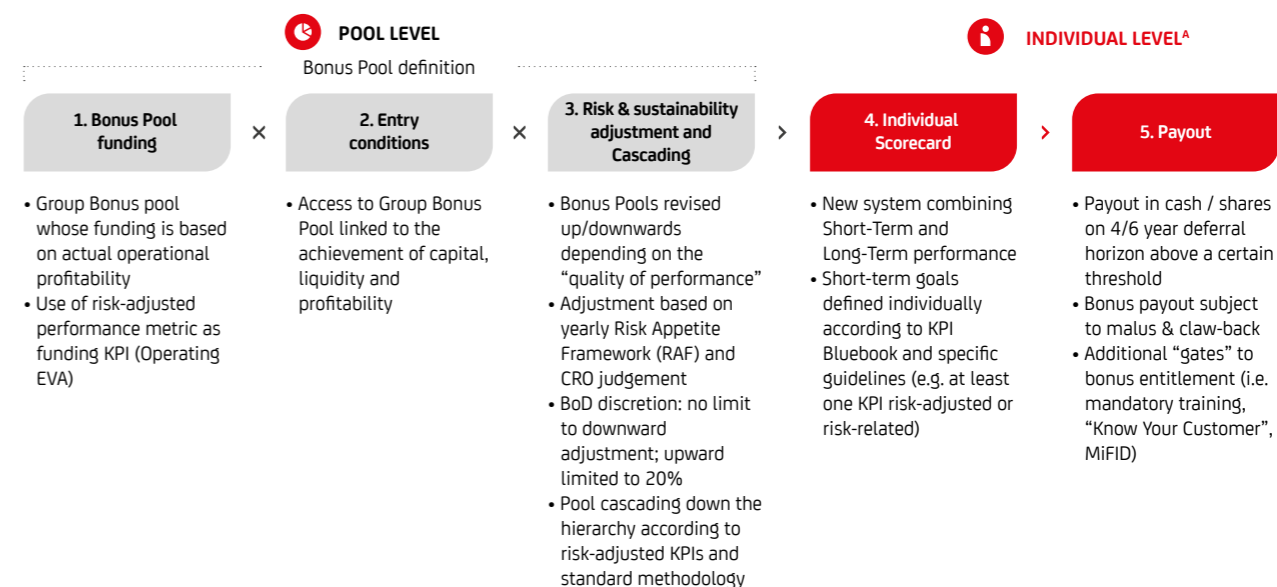 POOL LEVEL
Bonus Pool definition
INDIVIDUAL LEVELᴬ
1. Bonus Pool
funding
×
2. Entry
conditions
×
3. Risk & sustainability
adjustment and
Cascading
>
4. Individual
Scorecard
>
5. Payout
• Group Bonus pool
whose funding is based
on actual operational
profitability
• Use of risk-adjusted
performance metric as
funding KPI (Operating
EVA)
• Access to Group Bonus
Pool linked to the
achievement of capital,
liquidity and
profitability
• Bonus Pools revised
up/downwards
depending on the
“quality of performance”
• Adjustment based on
yearly Risk Appetite
Framework (RAF) and
CRO judgement
• BoD discretion: no limit
to downward
adjustment; upward
limited to 20%
• Pool cascading down the
hierarchy according to
risk-adjusted KPIs and
standard methodology
• New system combining
Short-Term and
Long-Term performance
• Short-term goals
defined individually
according to KPI
Bluebook and specific
guidelines (e.g. at least
one KPI risk-adjusted or
risk-related)
• Payout in cash / shares
on 4/6 year deferral
horizon above a certain
threshold
• Bonus payout subject
to malus & claw-back
• Additional “gates” to
bonus entitlement (i.e.
mandatory training,
“Know Your Customer”,
MiFID)